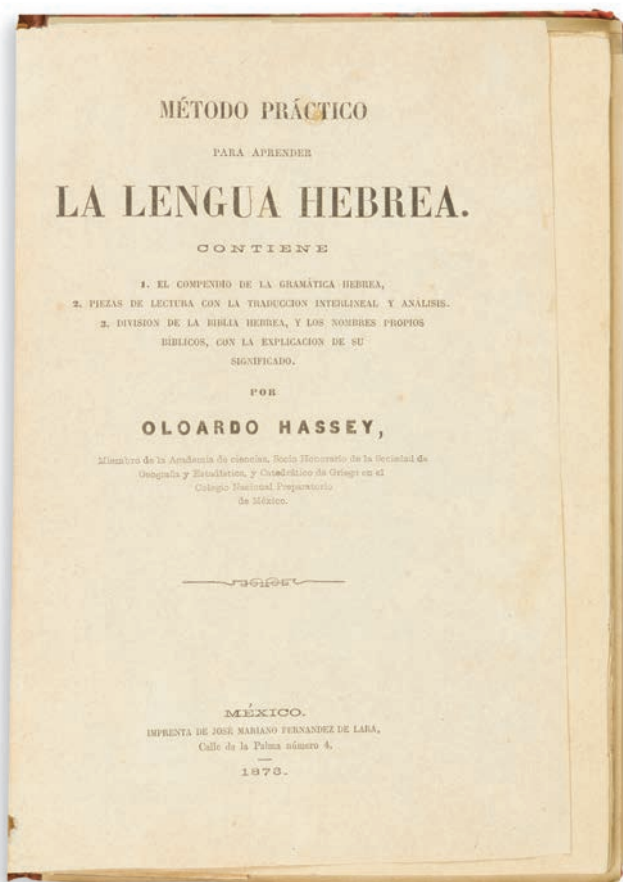 MÉTODO PRÁCTICO
PARA APRENDER
LA LENGUA HEBREA.
CONTIENE
1. EL COMPENDIO DE LA GRAMÁTICA HEBREA,
2. PIEZAS DE LECTURA CON LA TRADUCCION INTERLINEAL Y ANALISIS.
3. DIVISION DE LA BIBLIA HEBREA, Y LOS NOMBRES PROPIOS
BÍBLICOS, CON LA EXPLICACION DE SU
SIGNIFICADO.
POR
OLOARDO HASSEY,
Miembro de la Academia de ciencias, Socio Honorario de la Sociedad de
Geografía y Estadística, y Catedrático de Griego en el
Colegio Nacional Preparatorio
de México.
MÉXICO.
IMPRENTA DE JOSE MARIANO FERNANDEZ DE LARA,
Calle de la Palma número 4.
1873.